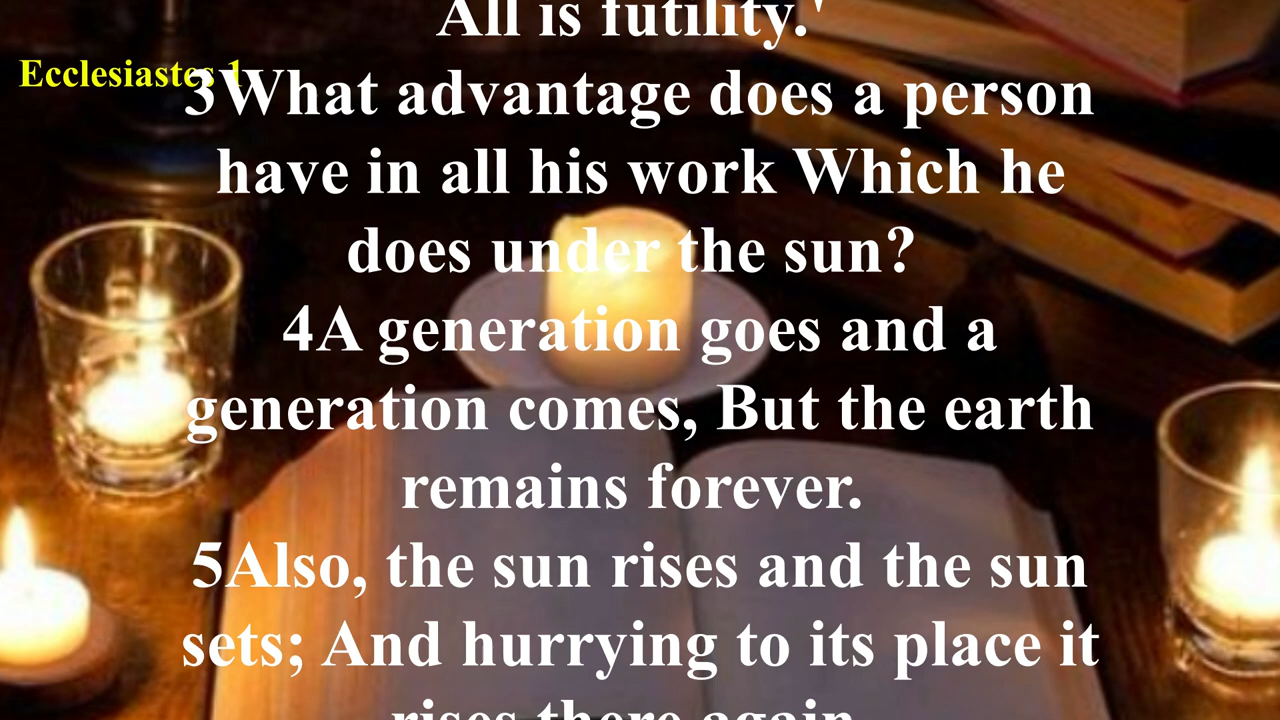 All is futility.'
Ecclesiastes 1
3What advantage does a person
have in all his work Which he
does under the sun?
4A generation goes and a
generation comes, But the earth
remains forever.
5Also, the sun rises and the sun
sets; And hurrying to its place it
rises there again